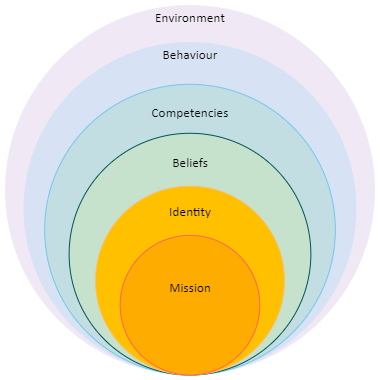 Environment
Behaviour
Competencies
Beliefs
Identity
Mission